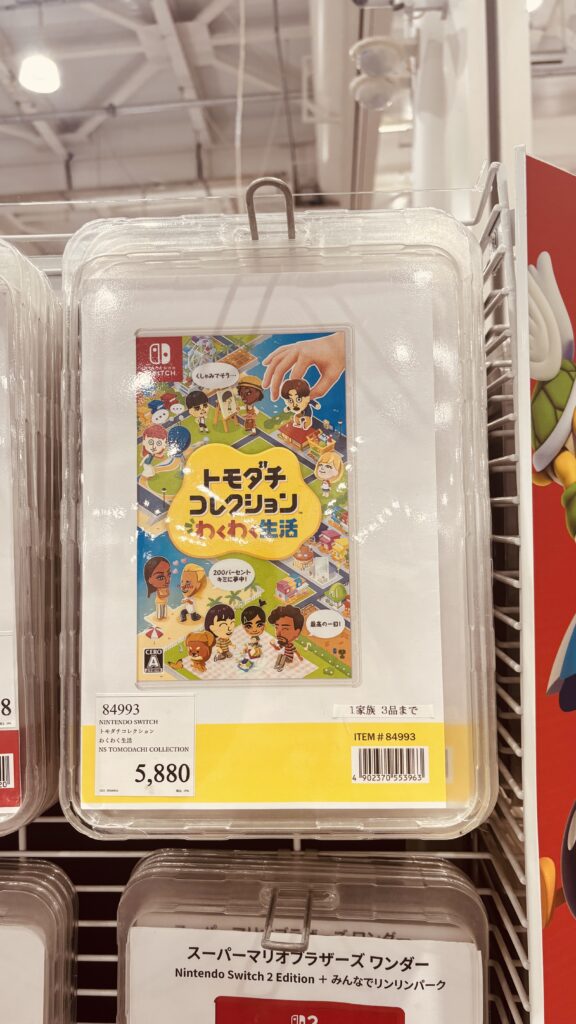 SWITCH
くしゃみでそう…
トモダチ
コレクション
わくわく生活
200パーセント
キミに夢中!
最高の一日!
CERO
A
84993
NINTENDO SWITCH
トモダチコレクション
わくわく生活
NS TOMODACHI COLLECTION
5,880
1家族 3品まで
ITEM # 84993
4 902370 553963
8
スーパーマリオブラザーズ ワンダー
Nintendo Switch 2 Edition + みんなでリンリンパーク